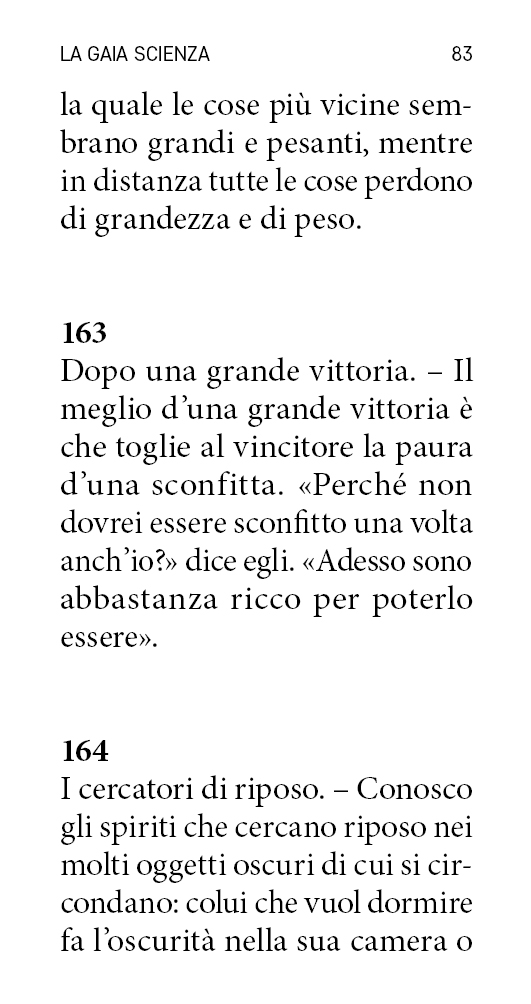 LA GAIA SCIENZA 83
la quale le cose più vicine sem-
brano grandi e pesanti, mentre
in distanza tutte le cose perdono
di grandezza e di peso.
163
Dopo una grande vittoria. – Il
meglio d’una grande vittoria è
che toglie al vincitore la paura
d’una sconfitta. «Perché non
dovrei essere sconfitto una volta
anch’io?» dice egli. «Adesso sono
abbastanza ricco per poterlo
essere».
164
I cercatori di riposo. – Conosco
gli spiriti che cercano riposo nei
molti oggetti oscuri di cui si cir-
condano: colui che vuol dormire
fa l’oscurità nella sua camera o